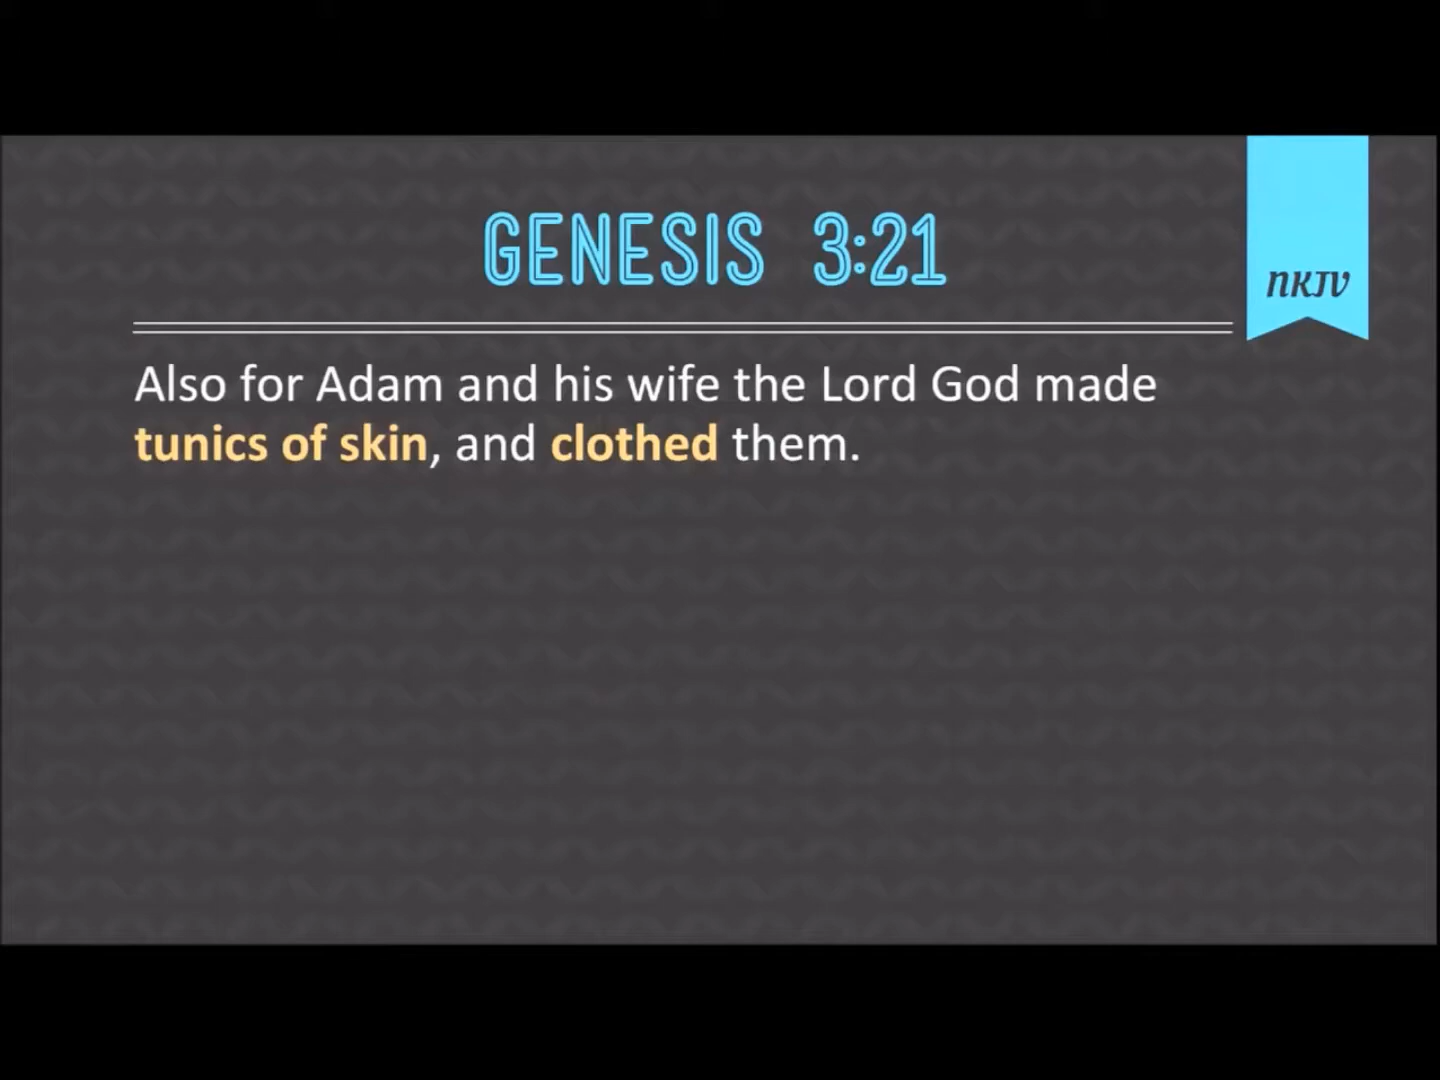 GENESIS 3:21
NKJV
Also for Adam and his wife the Lord God made
tunics of skin, and clothed them.